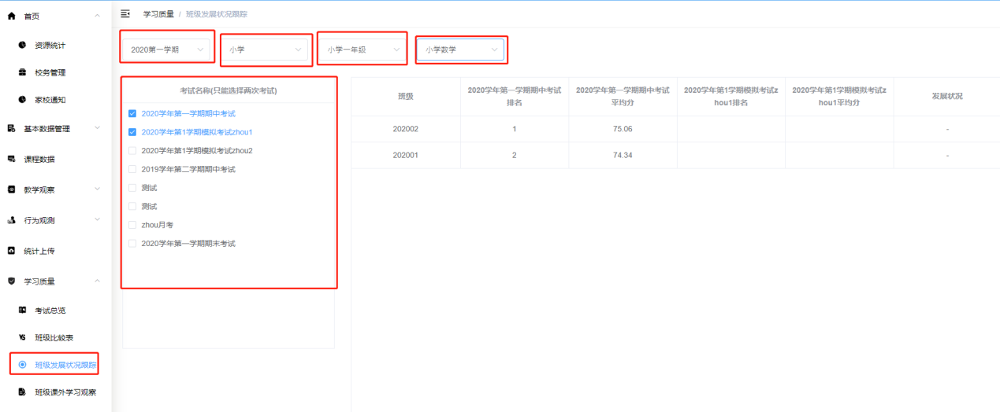 首页
资源统计
校务管理
家校通知
基本数据管理
课程数据
教学观察
行为观测
统计上传
学习质量
考试总览
VS 班级比较表
班级发展状况跟踪
班级课外学习观察
学习质量 / 班级发展状况跟踪
2020第一学期 小学 小学一年级 小学数学
考试名称(只能选择两次考试)
2020学年第一学期期中考试
2020学年第1学期模拟考试zhou1
2020学年第1学期模拟考试zhou2
2019学年第二学期期中考试
测试
测试
zhou月考
2020学年第一学期期末考试
班级 2020学年第一学期期中考试排名 2020学年第一学期期中考试平均分 2020学年第1学期模拟考试zhou1排名 2020学年第1学期模拟考试zhou1平均分 发展状况
202002 1 75.06 -
202001 2 74.34 -